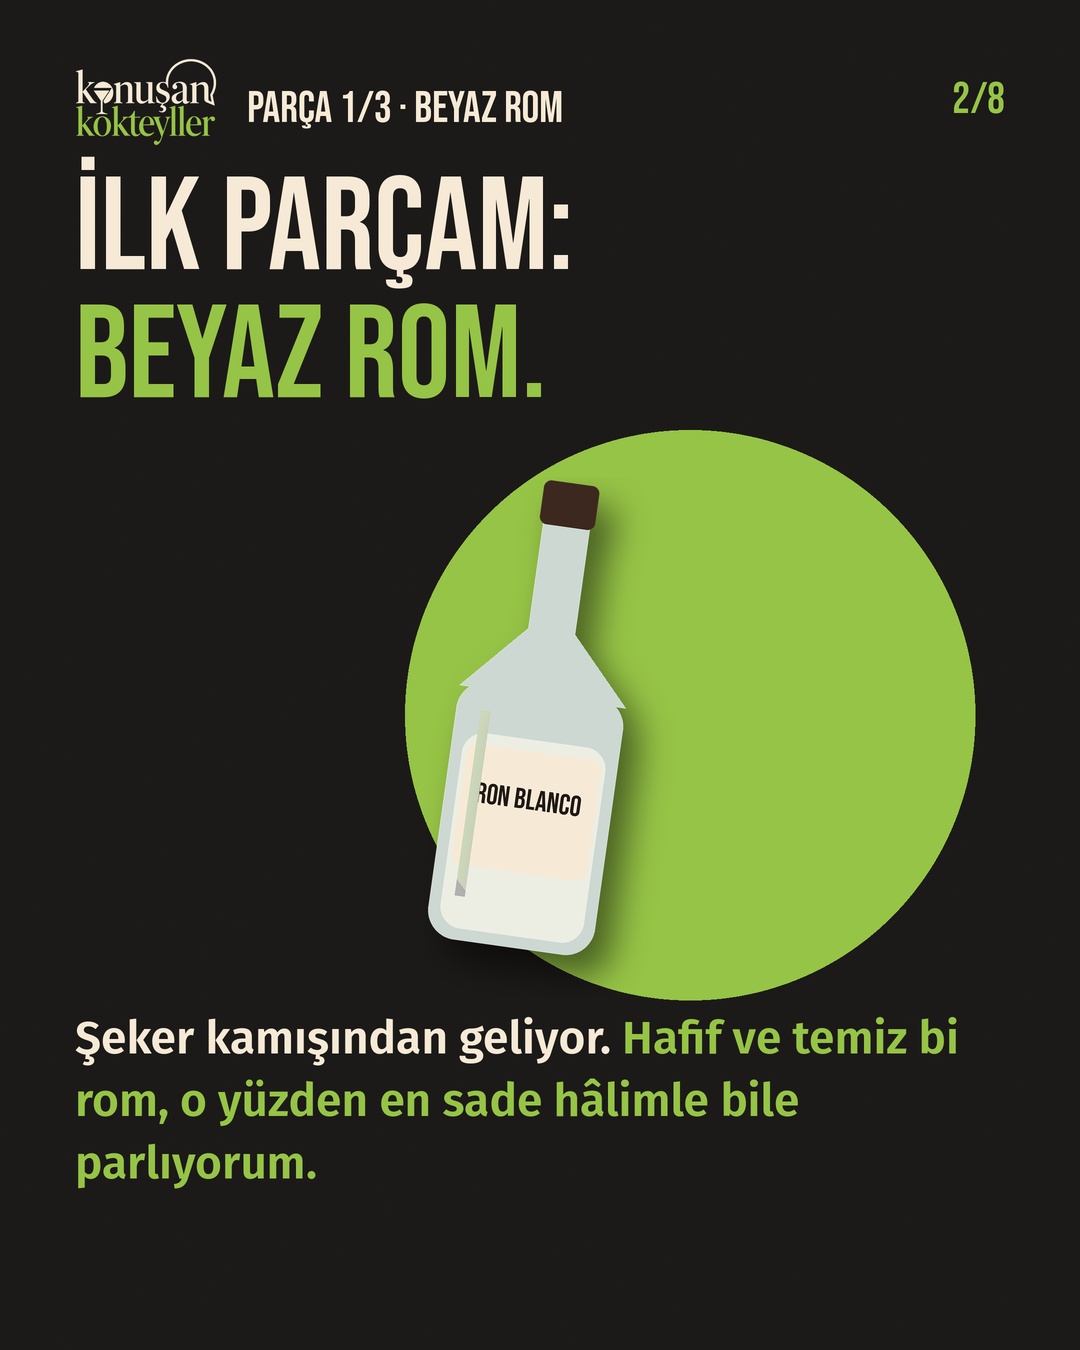 konuşan
kokteyller
PARÇA 1/3 · BEYAZ ROM
2/8
İLK PARÇAM:
BEYAZ ROM.
RON BLANCO
Şeker kamışından geliyor. Hafif ve temiz bi
rom, o yüzden en sade hâlimle bile
parlıyorum.